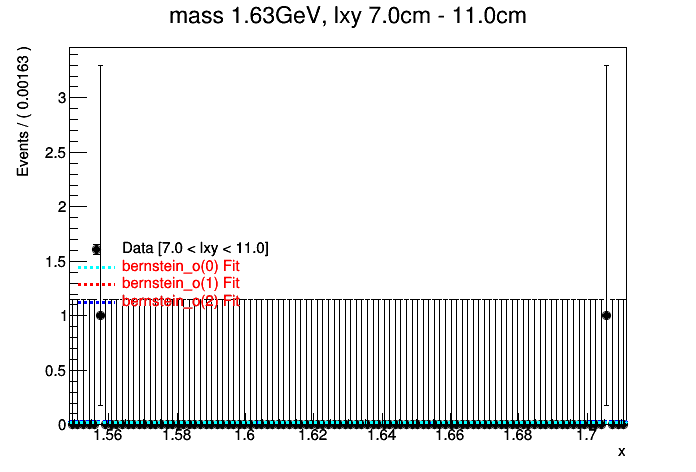 mass 1.63GeV, lxy 7.0cm - 11.0cm
Events / ( 0.00163 )
3
2.5
2
1.5
1
0.5
0
Data [7.0 < lxy < 11.0]
bernstein_o(0) Fit
bernstein_o(1) Fit
bernstein_o(2) Fit
1.56 1.58 1.6 1.62 1.64 1.66 1.68 1.7
x